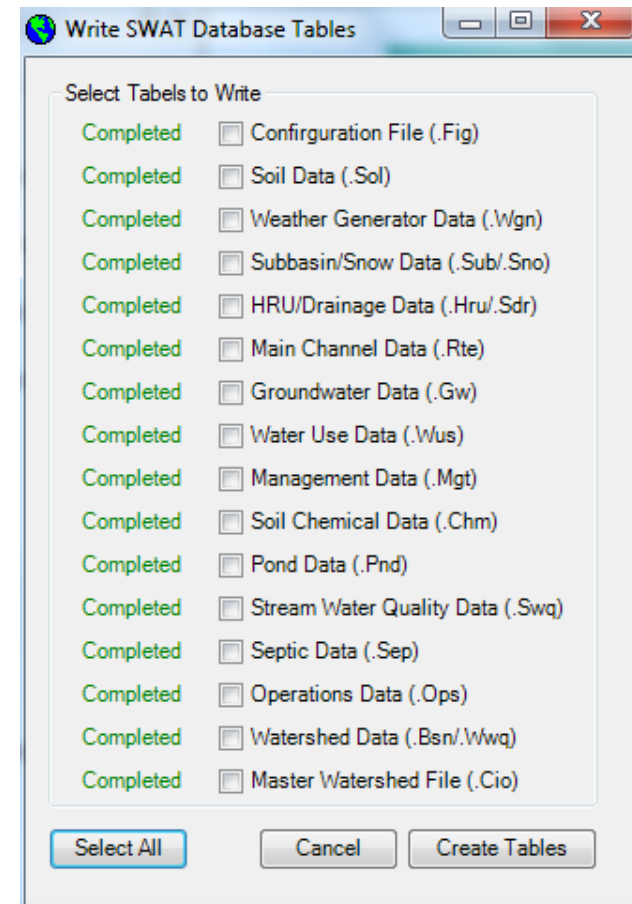 Write SWAT Database Tables
Select Tabels to Write
Completed Confirguration File (.Fig)
Completed Soil Data (.Sol)
Completed Weather Generator Data (.Wgn)
Completed Subbasin/Snow Data (.Sub/.Sno)
Completed HRU/Drainage Data (.Hru/.Sdr)
Completed Main Channel Data (.Rte)
Completed Groundwater Data (.Gw)
Completed Water Use Data (.Wus)
Completed Management Data (.Mgt)
Completed Soil Chemical Data (.Chm)
Completed Pond Data (.Pnd)
Completed Stream Water Quality Data (.Swq)
Completed Septic Data (.Sep)
Completed Operations Data (.Ops)
Completed Watershed Data (.Bsn/.Wwq)
Completed Master Watershed File (.Cio)
Select All Cancel Create Tables